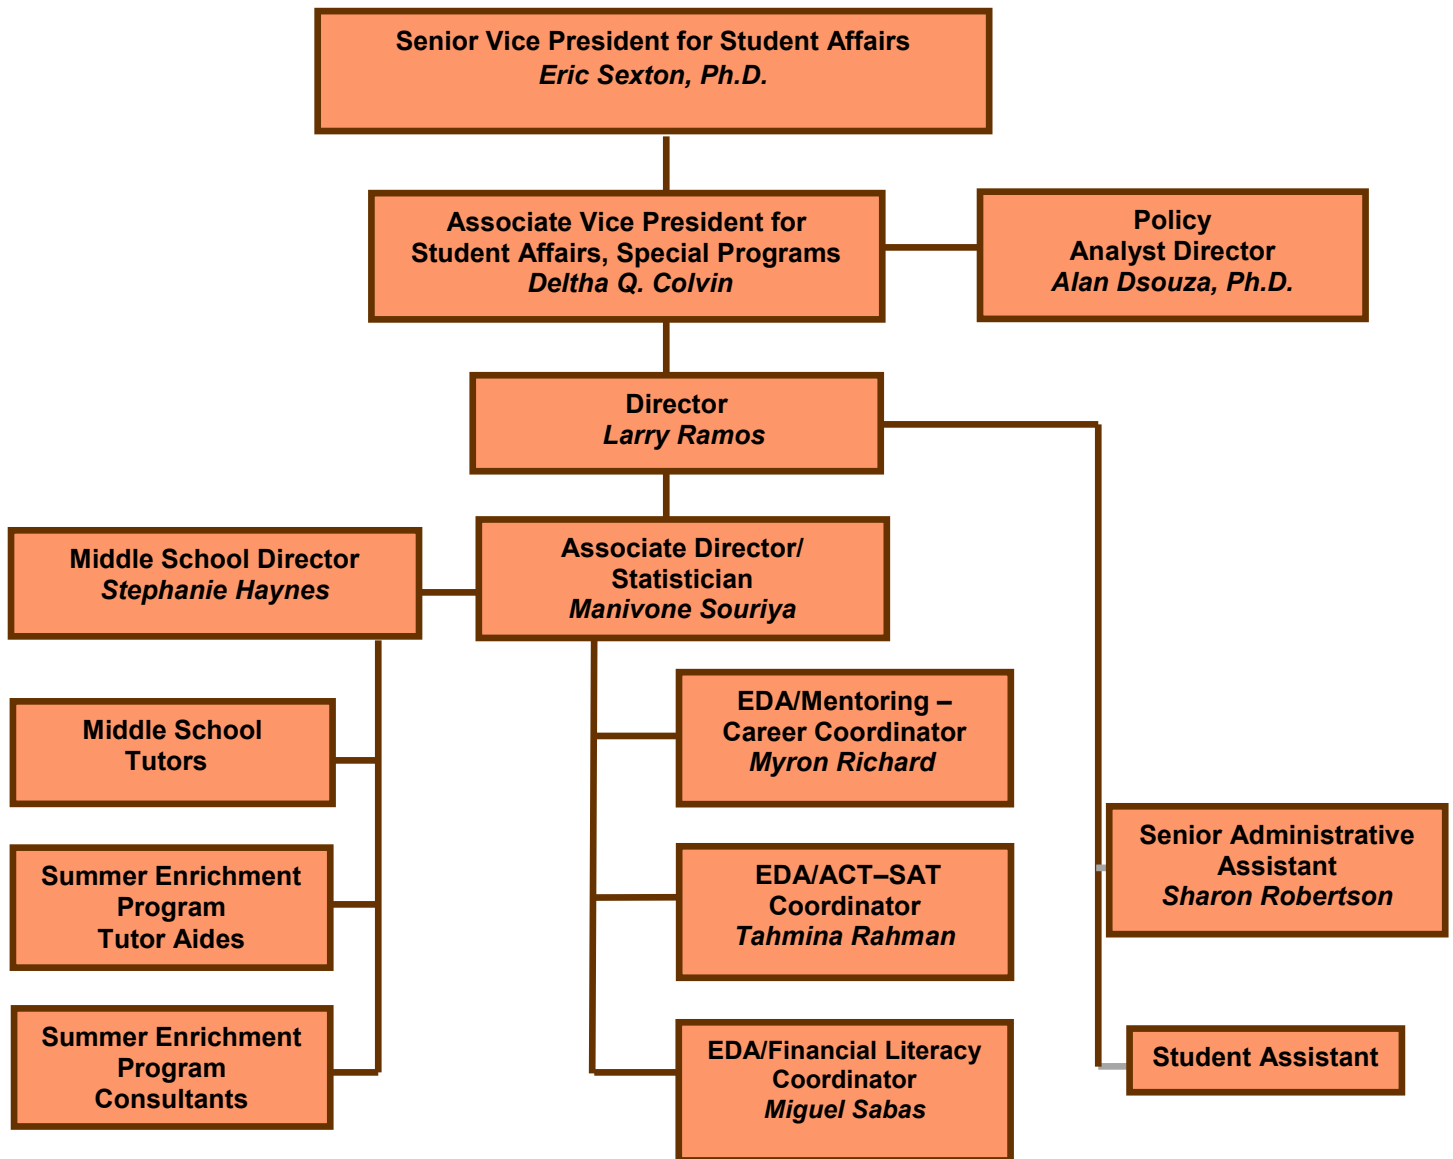 Senior Vice President for Student Affairs
Eric Sexton, Ph.D.
Associate Vice President for
Student Affairs, Special Programs
Deltha Q. Colvin
Policy
Analyst Director
Alan Dsouza, Ph.D.
Director
Larry Ramos
Middle School Director
Stephanie Haynes
Associate Director/
Statistician
Manivone Souriya
Middle School
Tutors
Summer Enrichment
Program
Tutor Aides
Summer Enrichment
Program
Consultants
EDA/Mentoring –
Career Coordinator
Myron Richard
EDA/ACT–SAT
Coordinator
Tahmina Rahman
EDA/Financial Literacy
Coordinator
Miguel Sabas
Senior Administrative
Assistant
Sharon Robertson
Student Assistant